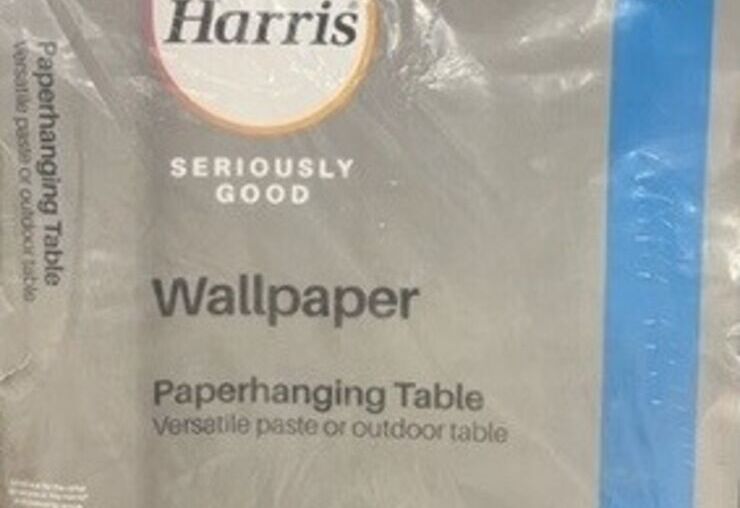 Harris
SERIOUSLY
GOOD
Wallpaper
Paperhanging Table
Versatile paste or outdoor table
Paperhanging Table
Versatile paste or outdoor table